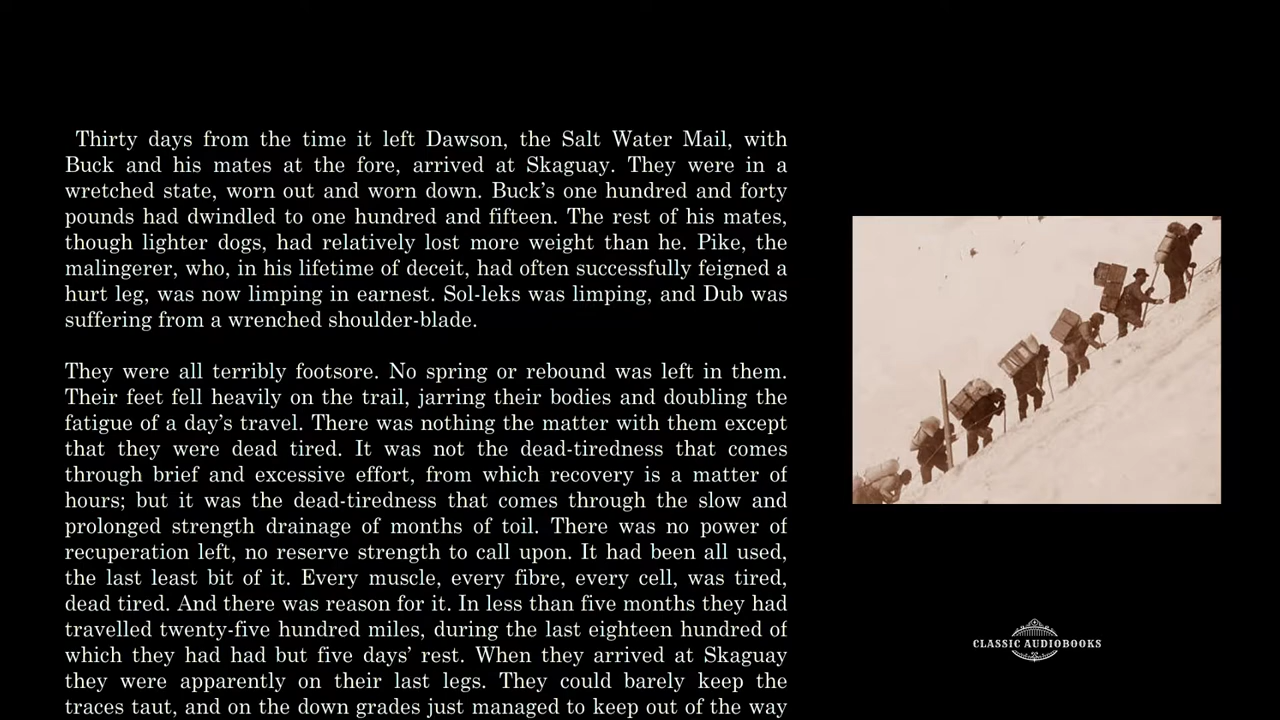 Thirty days from the time it left Dawson, the Salt Water Mail, with
Buck and his mates at the fore, arrived at Skaguay. They were in a
wretched state, worn out and worn down. Buck’s one hundred and forty
pounds had dwindled to one hundred and fifteen. The rest of his mates,
though lighter dogs, had relatively lost more weight than he. Pike, the
malingerer, who, in his lifetime of deceit, had often successfully feigned a
hurt leg, was now limping in earnest. Sol-leks was limping, and Dub was
suffering from a wrenched shoulder-blade.
They were all terribly footsore. No spring or rebound was left in them.
Their feet fell heavily on the trail, jarring their bodies and doubling the
fatigue of a day’s travel. There was nothing the matter with them except
that they were dead tired. It was not the dead-tiredness that comes
through brief and excessive effort, from which recovery is a matter of
hours; but it was the dead-tiredness that comes through the slow and
prolonged strength drainage of months of toil. There was no power of
recuperation left, no reserve strength to call upon. It had been all used,
the last least bit of it. Every muscle, every fibre, every cell, was tired,
dead tired. And there was reason for it. In less than five months they had
travelled twenty-five hundred miles, during the last eighteen hundred of
which they had had but five days’ rest. When they arrived at Skaguay
they were apparently on their last legs. They could barely keep the
traces taut, and on the down grades just managed to keep out of the way
CLASSIC AUDIOBOOKS